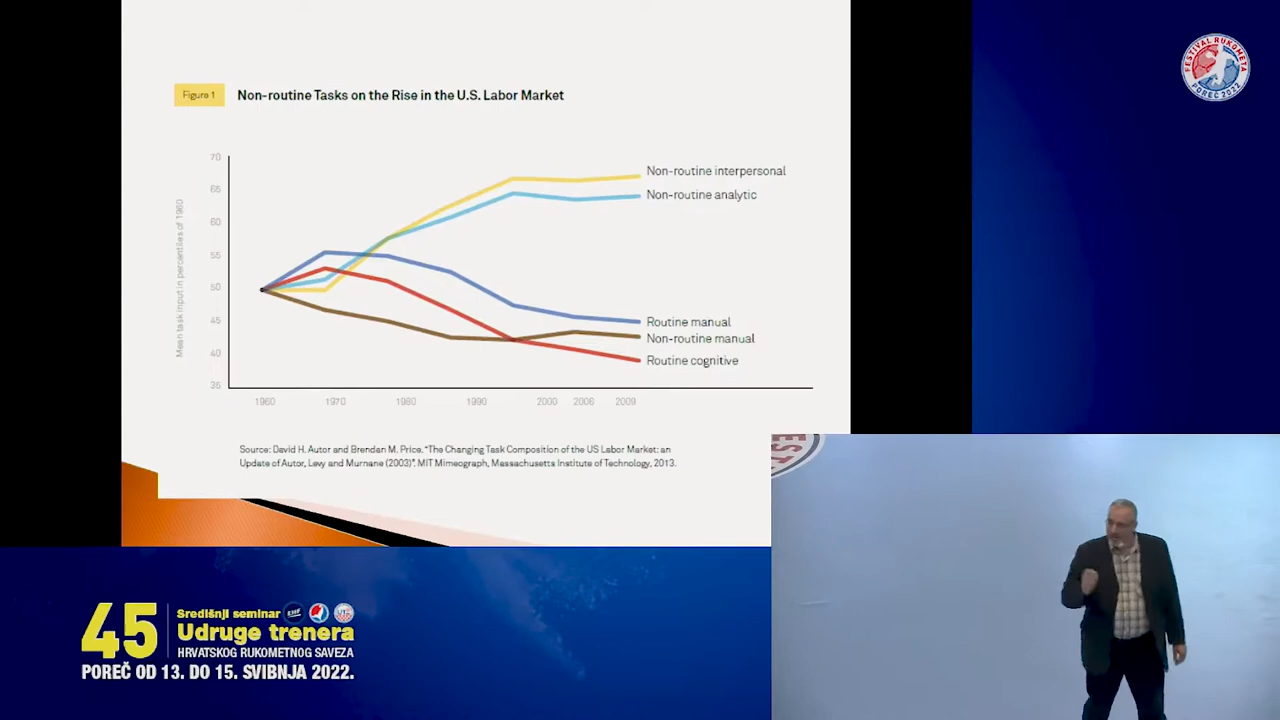 Figure 1
Non-routine Tasks on the Rise in the U.S. Labor Market
Mean task input in percentiles of 1960
70
65
60
55
50
45
40
35
Non-routine interpersonal
Non-routine analytic
Routine manual
Non-routine manual
Routine cognitive
1960 1970 1980 1990 2000 2006 2009
Source: David H. Autor and Brendan M. Price. "The Changing Task Composition of the US Labor Market: an
Update of Autor, Levy and Murnane (2003)". MIT Mimeograph, Massachusetts Institute of Technology, 2013.
FESTIVAL RUKOMETA
POREČ 2022
FEST
45
Središnji seminar
EHF
Udruge trenera
HRVATSKOG RUKOMETNOG SAVEZA
POREČ OD 13. DO 15. SVIBNJA 2022.